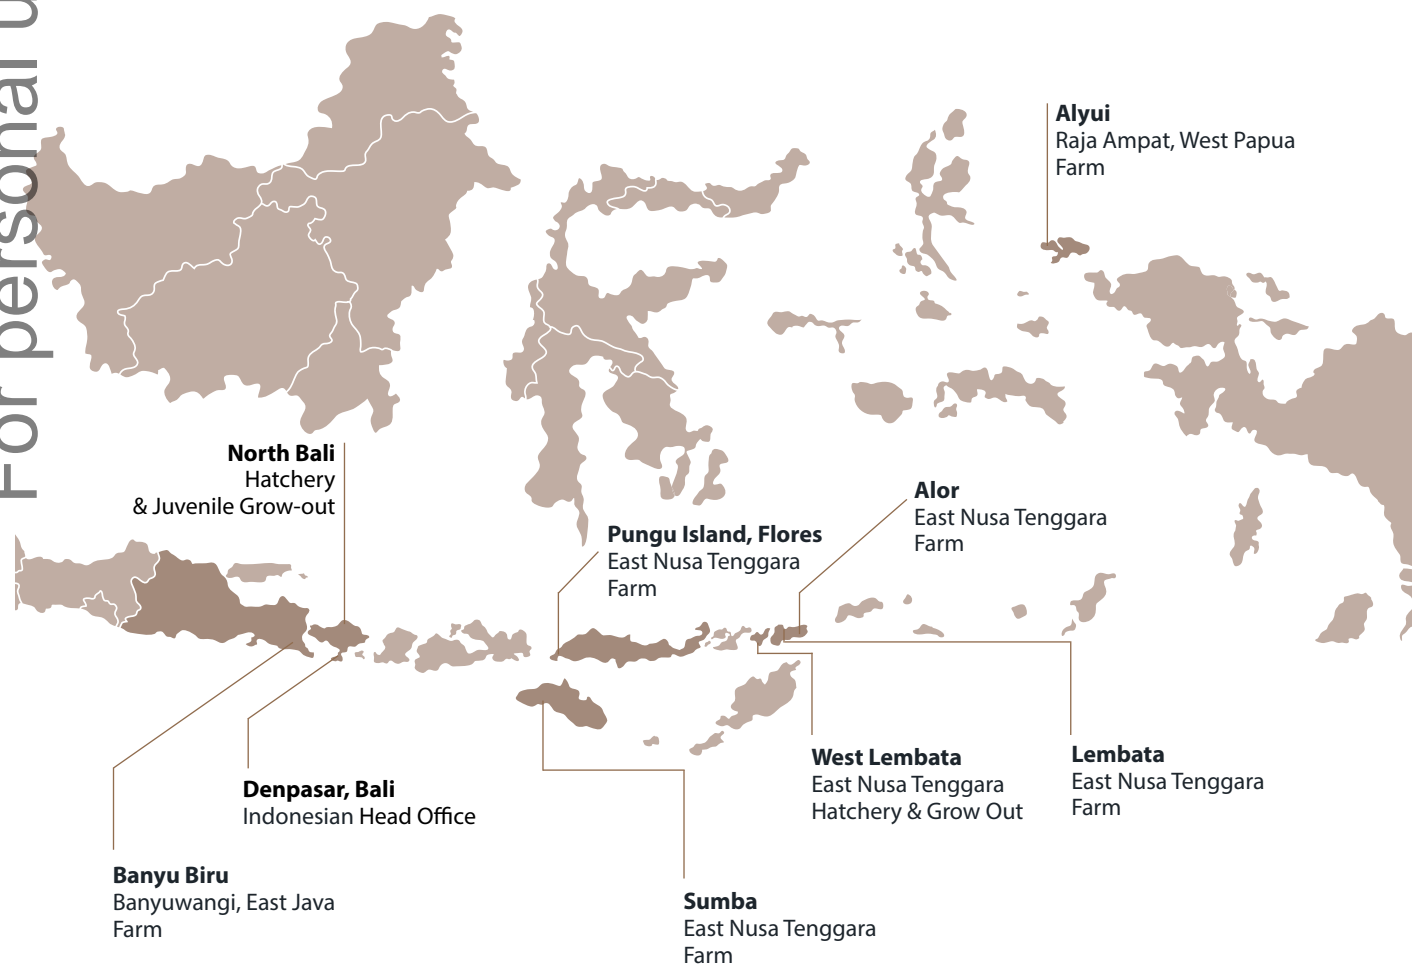 For personal u
Alyui
Raja Ampat, West Papua
Farm
North Bali
Hatchery
& Juvenile Grow-out
Alor
East Nusa Tenggara
Farm
Pungu Island, Flores
East Nusa Tenggara
Farm
West Lembata
East Nusa Tenggara
Hatchery & Grow Out
Lembata
East Nusa Tenggara
Farm
Denpasar, Bali
Indonesian Head Office
Banyu Biru
Banyuwangi, East Java
Farm
Sumba
East Nusa Tenggara
Farm